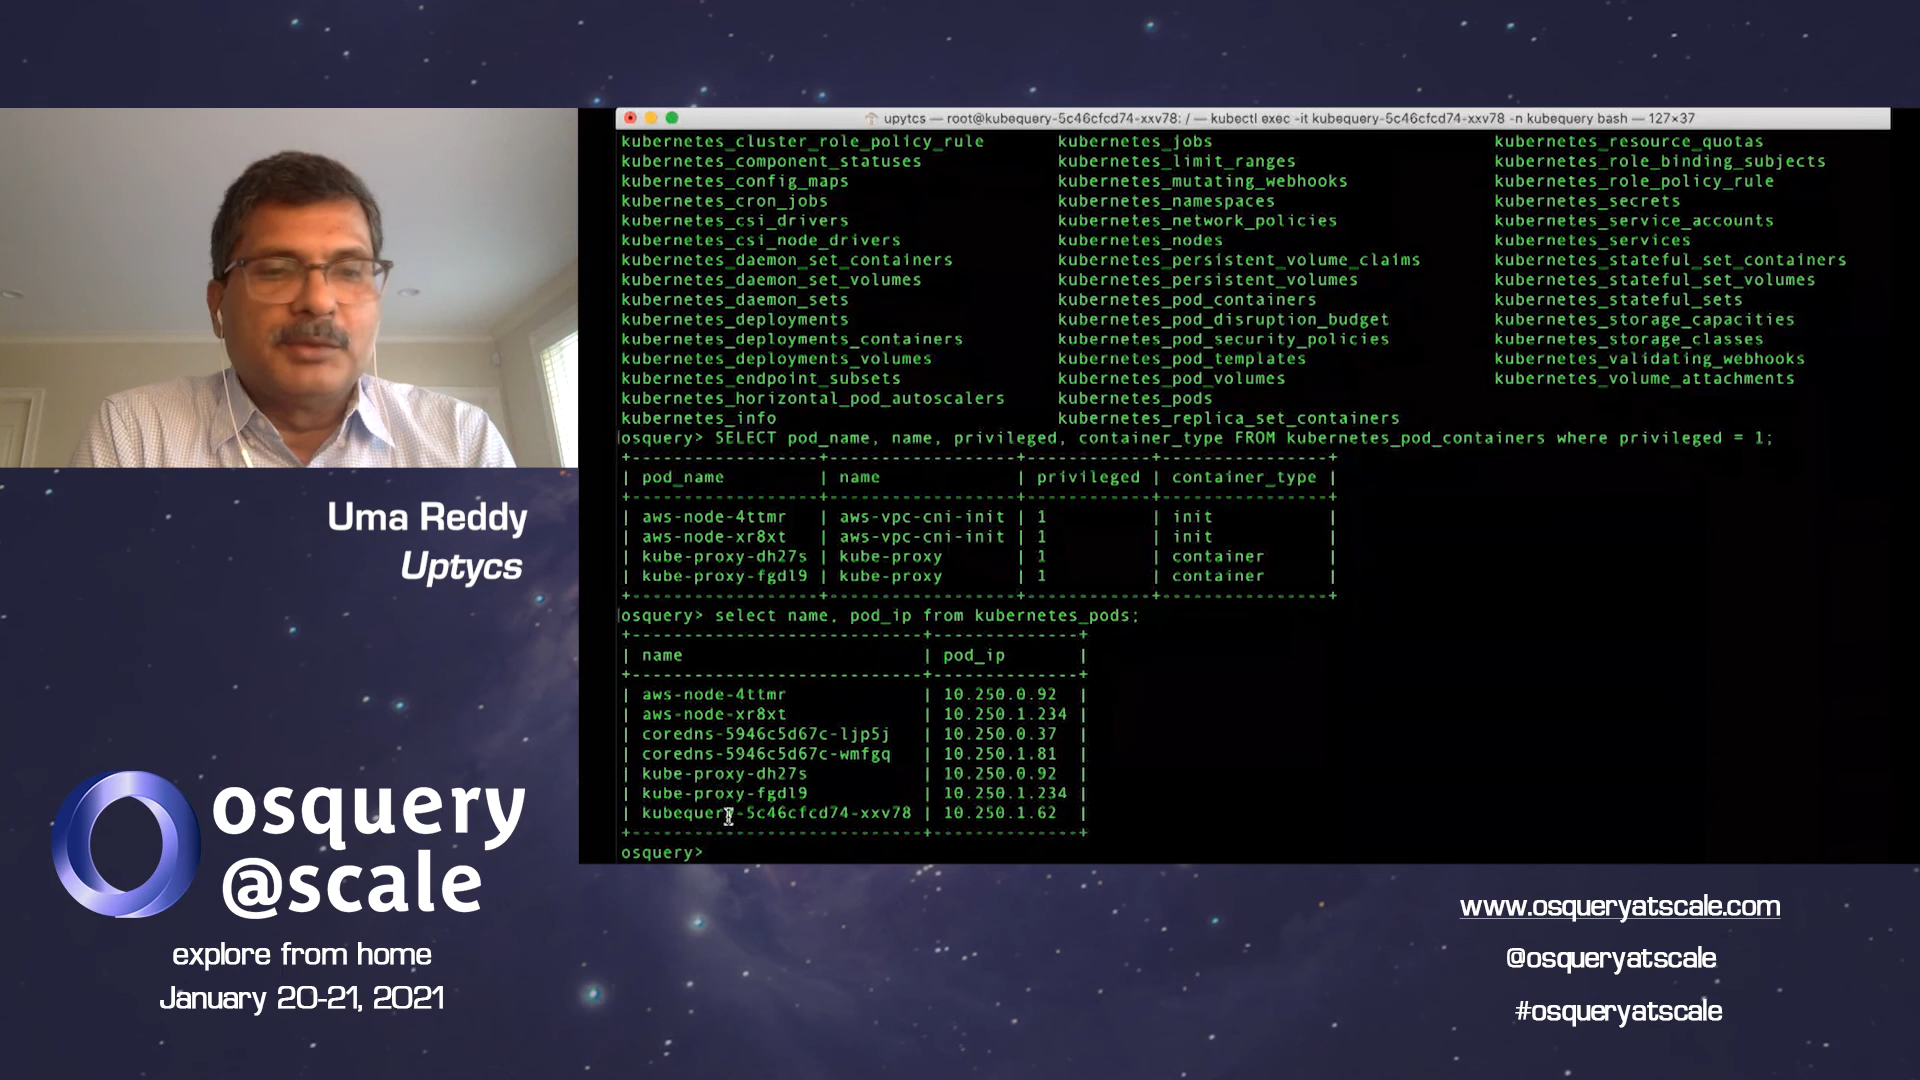 upytcs — root@kubequery-5c46cfcd74-xxv78: / — kubectl exec -it kubequery-5c46cfcd74-xxv78 -n kubequery bash — 127×37
kubernetes_cluster_role_policy_rule kubernetes_jobs kubernetes_resource_quotas
kubernetes_component_statuses kubernetes_limit_ranges kubernetes_role_binding_subjects
kubernetes_config_maps kubernetes_mutating_webhooks kubernetes_role_policy_rule
kubernetes_cron_jobs kubernetes_namespaces kubernetes_secrets
kubernetes_csi_drivers kubernetes_network_policies kubernetes_service_accounts
kubernetes_csi_node_drivers kubernetes_nodes kubernetes_services
kubernetes_daemon_set_containers kubernetes_persistent_volume_claims kubernetes_stateful_set_containers
kubernetes_daemon_set_volumes kubernetes_persistent_volumes kubernetes_stateful_set_volumes
kubernetes_daemon_sets kubernetes_pod_containers kubernetes_stateful_sets
kubernetes_deployments kubernetes_pod_disruption_budget kubernetes_storage_capacities
kubernetes_deployments_containers kubernetes_pod_security_policies kubernetes_storage_classes
kubernetes_deployments_volumes kubernetes_pod_templates kubernetes_validating_webhooks
kubernetes_endpoint_subsets kubernetes_pod_volumes kubernetes_volume_attachments
kubernetes_horizontal_pod_autoscalers kubernetes_pods
kubernetes_info kubernetes_replica_set_containers
osquery> SELECT pod_name, name, privileged, container_type FROM kubernetes_pod_containers where privileged = 1;
| pod_name | name | privileged | container_type |
| aws-node-4ttmr | aws-vpc-cni-init | 1 | init |
| aws-node-xr8xt | aws-vpc-cni-init | 1 | init |
| kube-proxy-dh27s | kube-proxy | 1 | container |
| kube-proxy-fgdl9 | kube-proxy | 1 | container |
osquery> select name, pod_ip from kubernetes_pods;
| name | pod_ip |
| aws-node-4ttmr | 10.250.0.92 |
| aws-node-xr8xt | 10.250.1.234 |
| coredns-5946c5d67c-ljp5j | 10.250.0.37 |
| coredns-5946c5d67c-wmfgq | 10.250.1.81 |
| kube-proxy-dh27s | 10.250.0.92 |
| kube-proxy-fgdl9 | 10.250.1.234 |
| kubequery-5c46cfcd74-xxv78 | 10.250.1.62 |
osquery>
Uma Reddy
Uptycs
osquery
@scale
explore from home
January 20-21, 2021
www.osqueryatscale.com
@osqueryatscale
#osqueryatscale